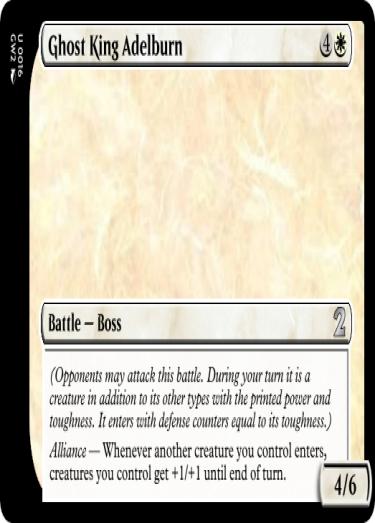 Ghost King Adelburn 4
U 0016
GW2
Battle — Boss 2
(Opponents may attack this battle. During your turn it is a
creature in addition to its other types with the printed power and
toughness. It enters with defense counters equal to its toughness.)
Alliance — Whenever another creature you control enters,
creatures you control get +1/+1 until end of turn.
4/6